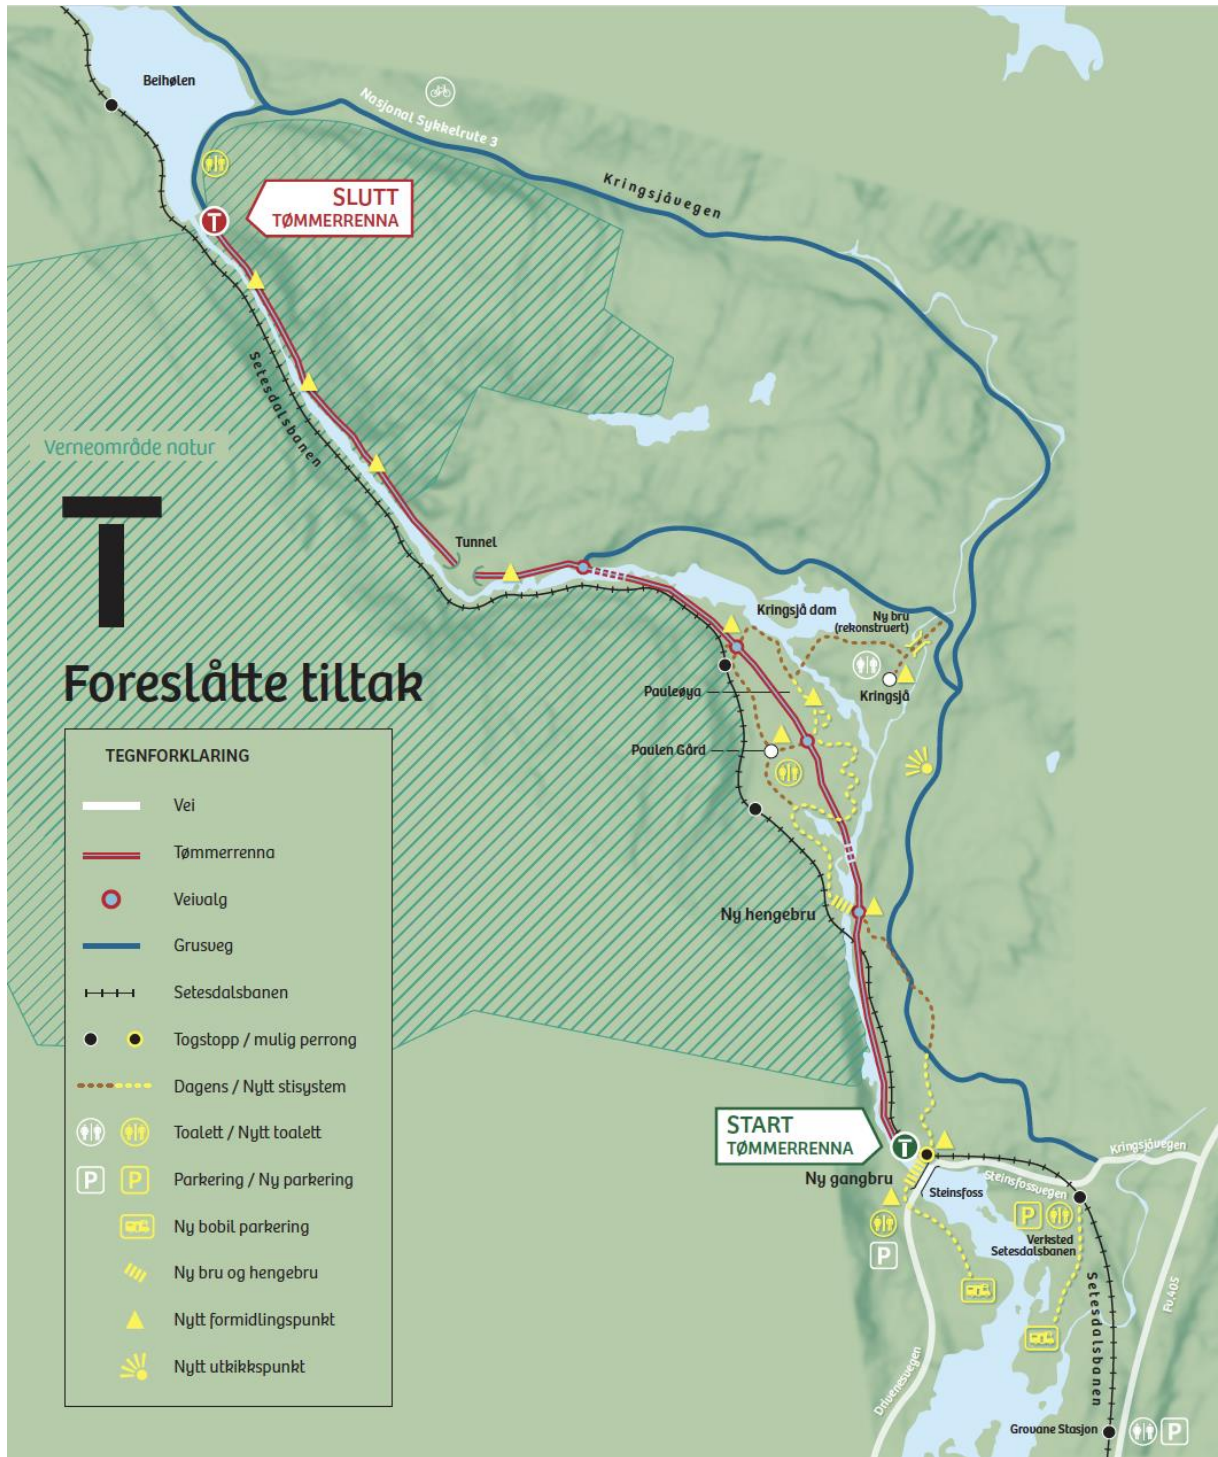 Beihølen
Nasjonal Sykkelrute 3
Kringsjåvegen
SLUTT
TØMMERRENNA
T
Setesdalsbanen
Verneområde natur
T
Foreslåtte tiltak
Tunnel
Kringsjå dam
Ny bru
(rekonstruert)
Kringsjå
Pauleøya
Paulen Gård
Ny hengebru
TEGNFORKLARING
Vei
Tømmerrenna
Veivalg
Grusveg
Setesdalsbanen
Togstopp / mulig perrong
Dagens / Nytt stisystem
Toalett / Nytt toalett
P P Parkering / Ny parkering
Ny bobil parkering
Ny bru og hengebru
Nytt formidlingspunkt
Nytt utkikkspunkt
START
TØMMERRENNA
T
Ny gangbru
Steinsfoss
Steinsfossvegen
Kringsjåvegen
P
P
Verksted
Setesdalsbanen
Setesdalsbanen
Fv.405
Drivenesvegen
Grovane Stasjon
P